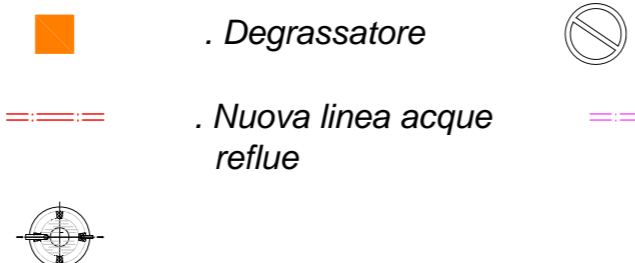 . Degrassatore
. Nuova linea acque
reflue